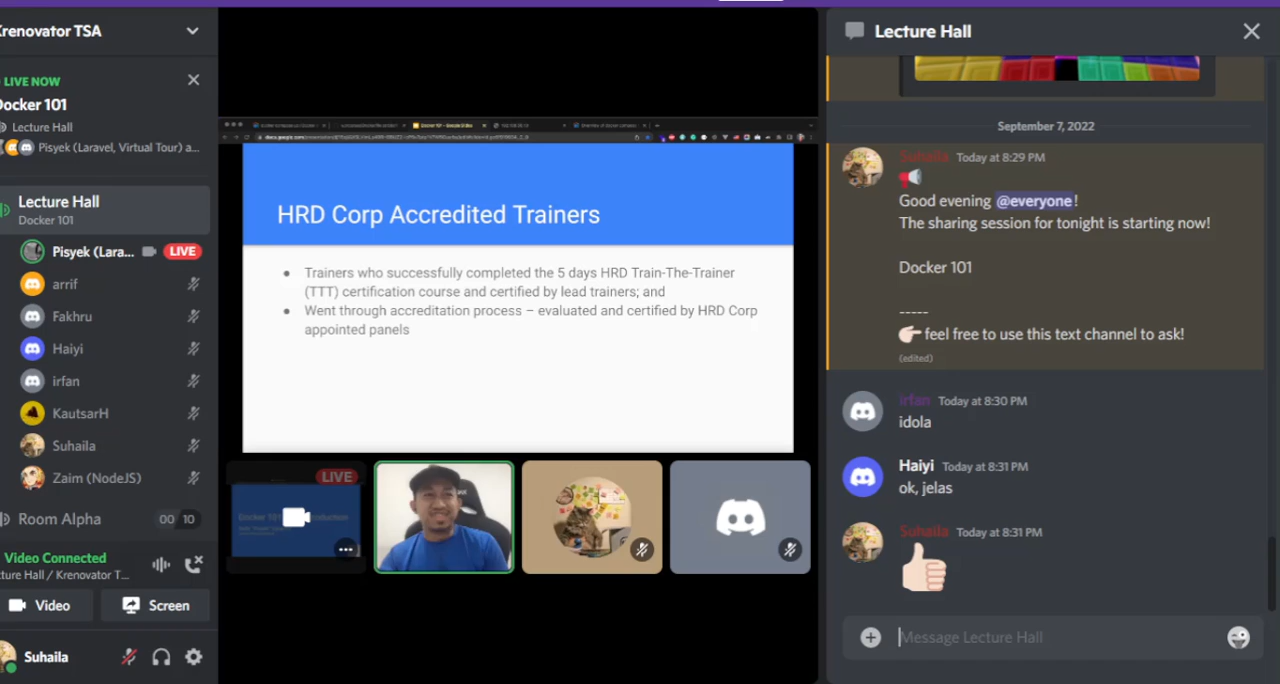 Krenovator TSA
LIVE NOW
Docker 101
Lecture Hall
Pisyek (Laravel, Virtual Tour) a...
Lecture Hall
Docker 101
Pisyek (Lara...
LIVE
arrif
Fakhru
Haiyi
irfan
KautsarH
Suhaila
Zaim (NodeJS)
Room Alpha
00 10
Video Connected
cture Hall / Krenovator T...
Video
Screen
Suhaila
Docker 101 - Google Slides
HRD Corp Accredited Trainers
● Trainers who successfully completed the 5 days HRD Train-The-Trainer
(TTT) certification course and certified by lead trainers; and
● Went through accreditation process – evaluated and certified by HRD Corp
appointed panels
LIVE
Lecture Hall
September 7, 2022
Suhaila Today at 8:29 PM
Good evening @everyone!
The sharing session for tonight is starting now!
Docker 101
-----
feel free to use this text channel to ask!
(edited)
irfan Today at 8:30 PM
idola
Haiyi Today at 8:31 PM
ok, jelas
Suhaila Today at 8:31 PM
Message Lecture Hall